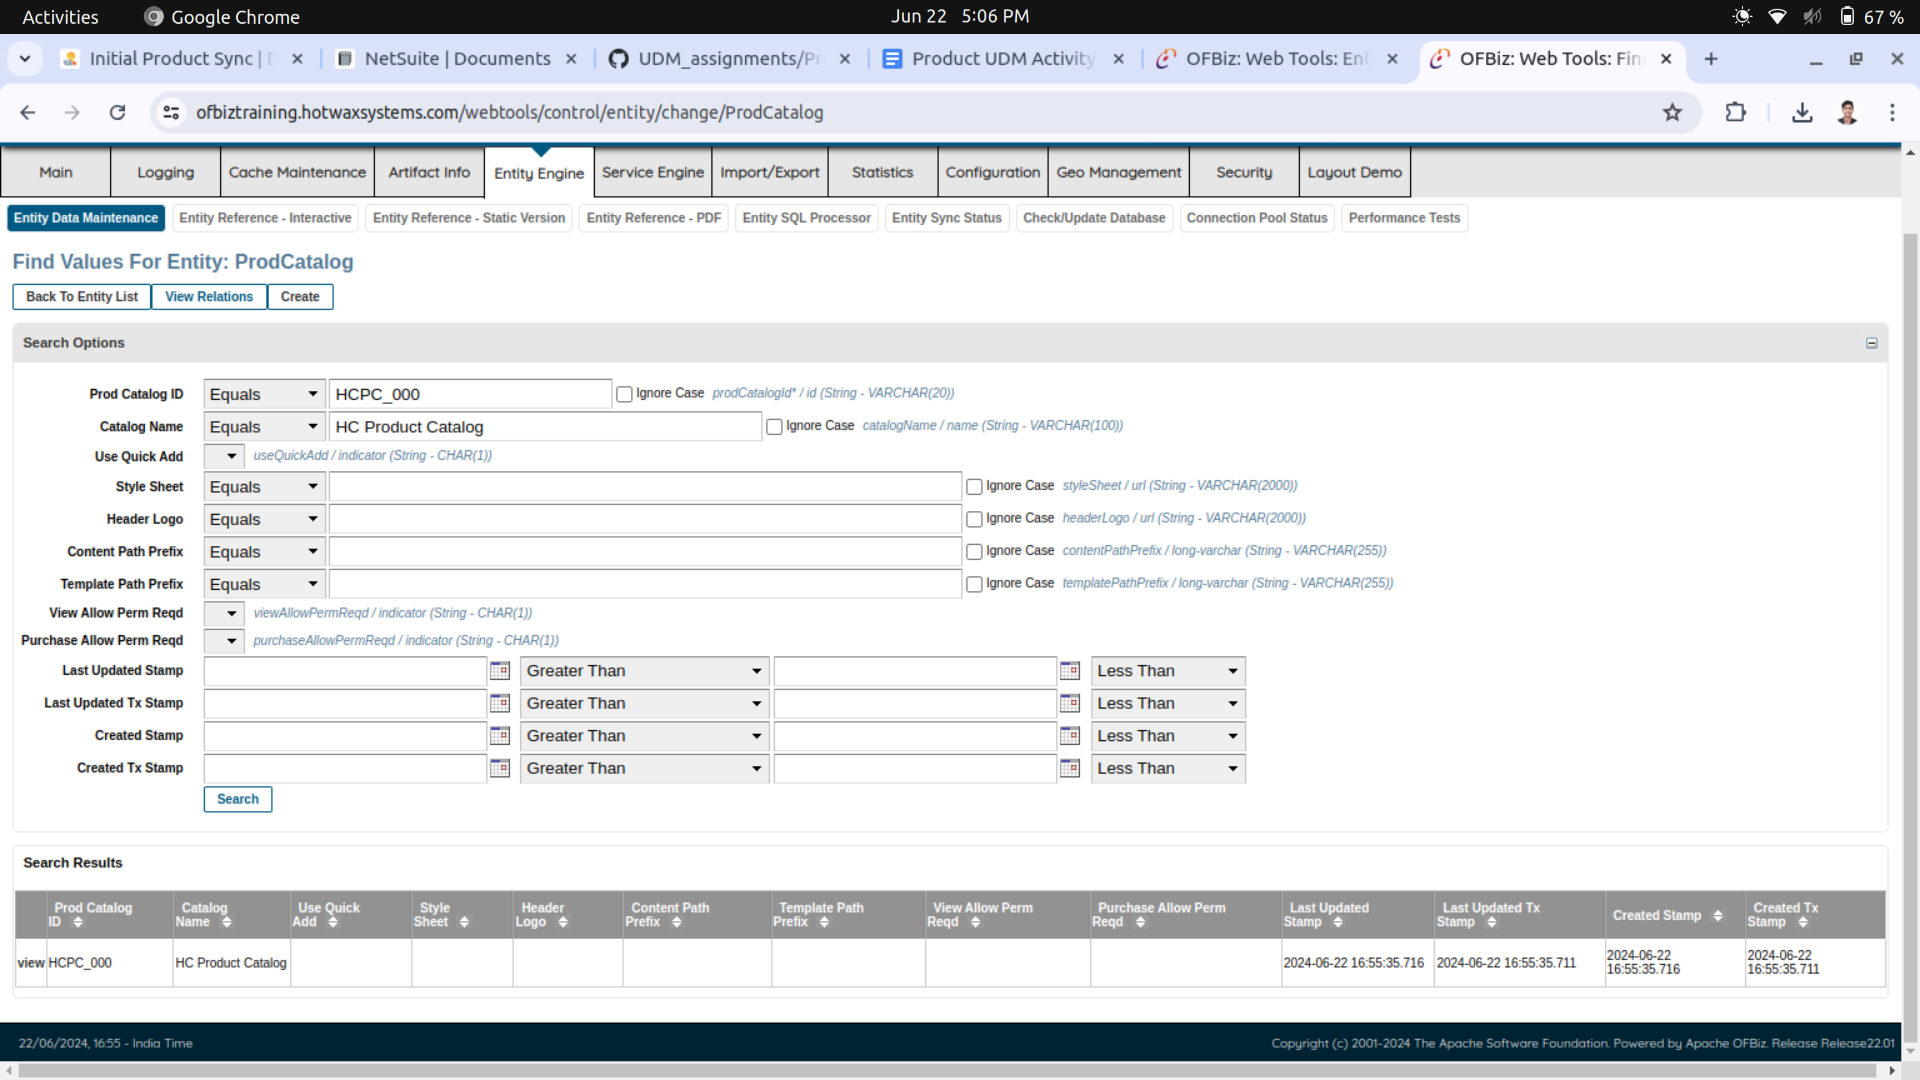 Activities Google Chrome Jun 22 5:06 PM 67 %
Initial Product Sync | NetSuite | Documents UDM_assignments/Pr Product UDM Activity OFBiz: Web Tools: Ent OFBiz: Web Tools: Fin
ofbiztraining.hotwaxsystems.com/webtools/control/entity/change/ProdCatalog
Main Logging Cache Maintenance Artifact Info Entity Engine Service Engine Import/Export Statistics Configuration Geo Management Security Layout Demo
Entity Data Maintenance Entity Reference - Interactive Entity Reference - Static Version Entity Reference - PDF Entity SQL Processor Entity Sync Status Check/Update Database Connection Pool Status Performance Tests
Find Values For Entity: ProdCatalog
Back To Entity List View Relations Create
Search Options
Prod Catalog ID Equals HCPC_000 Ignore Case prodCatalogId* / id (String - VARCHAR(20))
Catalog Name Equals HC Product Catalog Ignore Case catalogName / name (String - VARCHAR(100))
Use Quick Add useQuickAdd / indicator (String - CHAR(1))
Style Sheet Equals Ignore Case styleSheet / url (String - VARCHAR(2000))
Header Logo Equals Ignore Case headerLogo / url (String - VARCHAR(2000))
Content Path Prefix Equals Ignore Case contentPathPrefix / long-varchar (String - VARCHAR(255))
Template Path Prefix Equals Ignore Case templatePathPrefix / long-varchar (String - VARCHAR(255))
View Allow Perm Reqd viewAllowPermReqd / indicator (String - CHAR(1))
Purchase Allow Perm Reqd purchaseAllowPermReqd / indicator (String - CHAR(1))
Last Updated Stamp Greater Than Less Than
Last Updated Tx Stamp Greater Than Less Than
Created Stamp Greater Than Less Than
Created Tx Stamp Greater Than Less Than
Search
Search Results
Prod Catalog ID Catalog Name Use Quick Add Style Sheet Header Logo Content Path Prefix Template Path Prefix View Allow Perm Reqd Purchase Allow Perm Reqd Last Updated Stamp Last Updated Tx Stamp Created Stamp Created Tx Stamp
view HCPC_000 HC Product Catalog 2024-06-22 16:55:35.716 2024-06-22 16:55:35.711 2024-06-22 16:55:35.716 2024-06-22 16:55:35.711
22/06/2024, 16:55 - India Time Copyright (c) 2001-2024 The Apache Software Foundation. Powered by Apache OFBiz. Release Release22.01